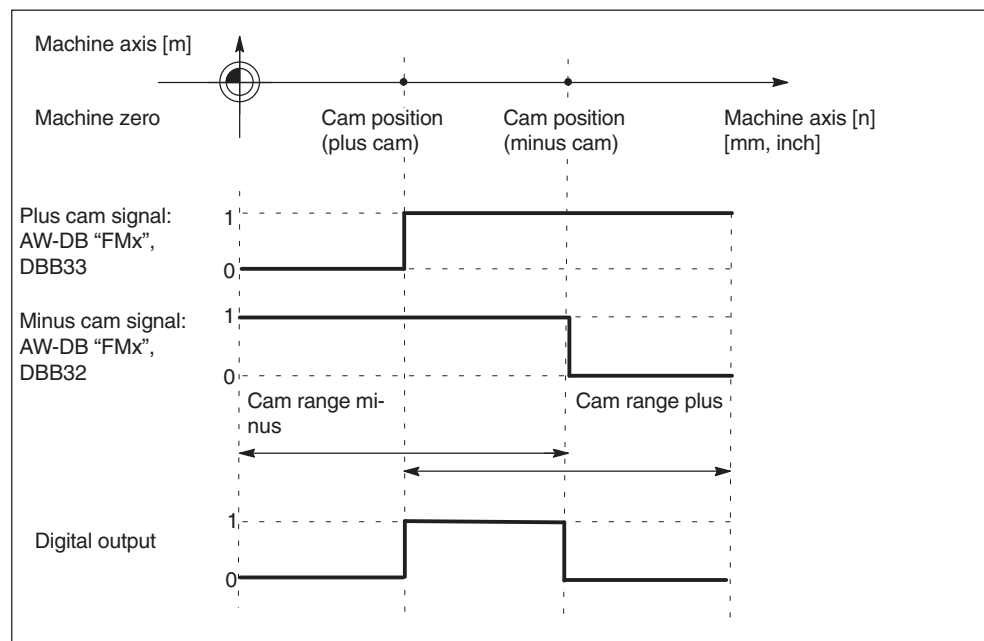 Machine axis [m]
Machine zero
Cam position
(plus cam)
Cam position
(minus cam)
Machine axis [n]
[mm, inch]
Plus cam signal:
AW-DB “FMx”,
DBB33
1
0
Minus cam signal:
AW-DB “FMx”,
DBB32
1
0
Cam range mi-
nus
Cam range plus
Digital output
1
0